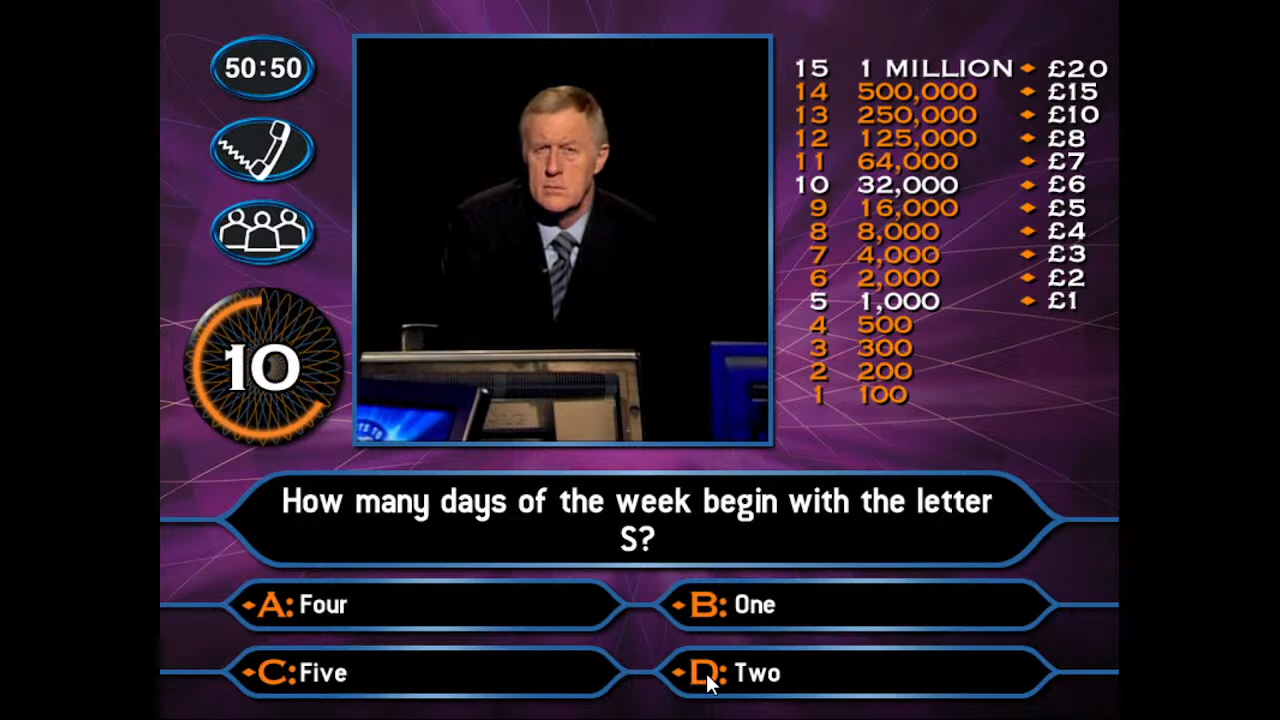 50:50
10
15 1 MILLION £20
14 500,000 £15
13 250,000 £10
12 125,000 £8
11 64,000 £7
10 32,000 £6
9 16,000 £5
8 8,000 £4
7 4,000 £3
6 2,000 £2
5 1,000 £1
4 500
3 300
2 200
1 100
How many days of the week begin with the letter
S?
A: Four
B: One
C: Five
D: Two